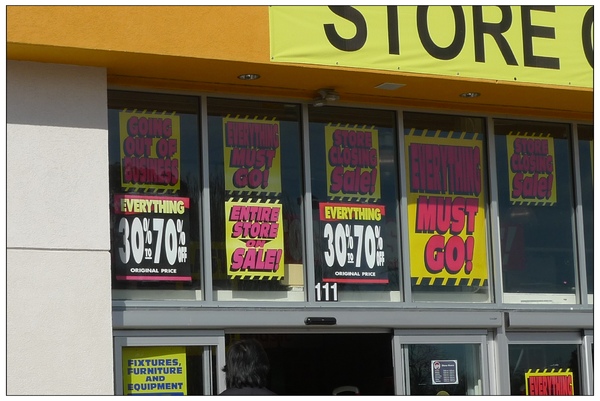 STORE
GOING
OUT OF
BUSINESS
EVERYTHING
30% TO 70% OFF
ORIGINAL PRICE
EVERYTHING
MUST
GO!
ENTIRE
STORE
ON
SALE!
STORE
CLOSING
Sale!
EVERYTHING
30% TO 70% OFF
ORIGINAL PRICE
EVERYTHING
MUST
GO!
STORE
CLOSING
Sale!
111
FIXTURES,
FURNITURE
AND
EQUIPMENT
EVERYTHING